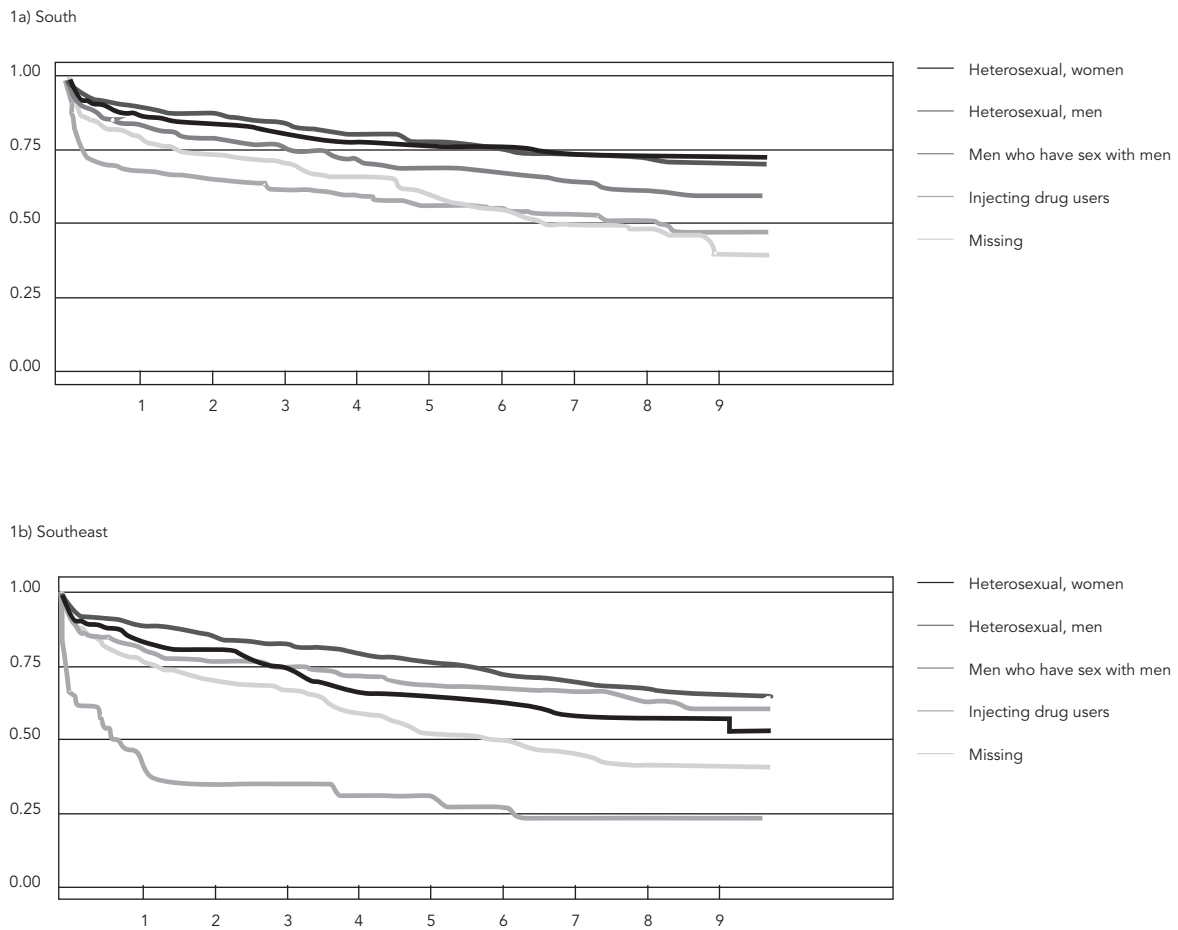 1a) South
1.00
0.75
0.50
0.25
0.00
1 2 3 4 5 6 7 8 9
Heterosexual, women
Heterosexual, men
Men who have sex with men
Injecting drug users
Missing
1b) Southeast
1.00
0.75
0.50
0.25
0.00
1 2 3 4 5 6 7 8 9
Heterosexual, women
Heterosexual, men
Men who have sex with men
Injecting drug users
Missing